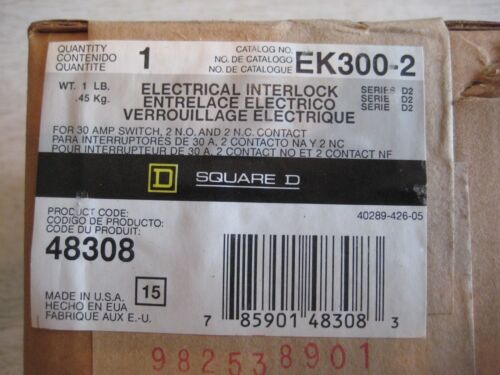 QUANTITY
CONTENIDO
QUANTITE
1
CATALOG NO.
NO. DE CATALOGO
NO. DE CATALOGUE
EK300-2
WT. 1 LB.
.45 Kg.
ELECTRICAL INTERLOCK SERIES D2
ENTRELACE ELECTRICO SERIE D2
VERROUILLAGE ELECTRIQUE SERIE D2
FOR 30 AMP SWITCH, 2 N.O. AND 2 N.C. CONTACT
PARA INTERRUPTORES DE 30 A, 2 CONTACTO NA Y 2 NC
POUR INTERRUPTEUR DE 30 A, 2 CONTACT NO ET 2 CONTACT NF
D SQUARE D
40289-426-05
PRODUCT CODE:
CODIGO DE PRODUCTO:
CODE DU PRODUIT:
48308
MADE IN U.S.A.
HECHO EN EUA
FABRIQUE AUX E.-U.
15
7 85901 48308 3
982538901